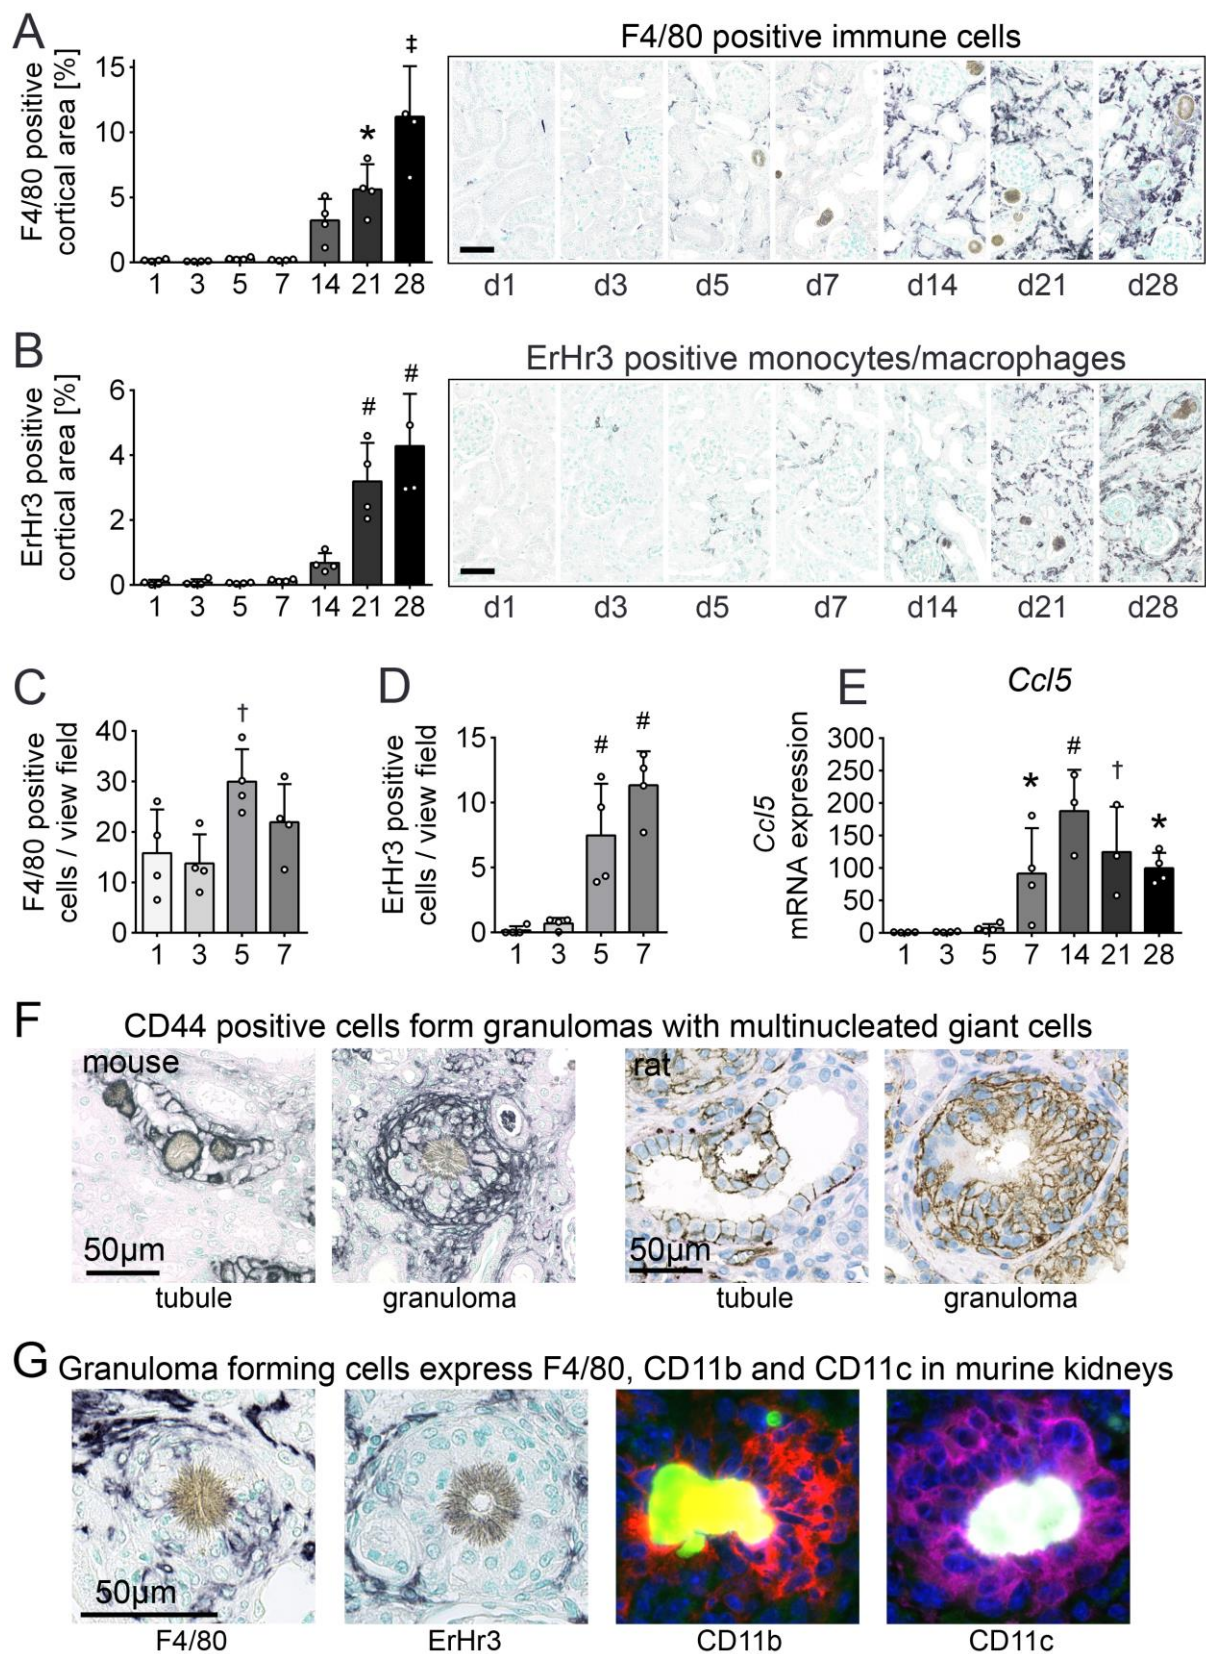 A
F4/80 positive
cortical area [%]
15
10
5
0
*
‡
1 3 5 7 14 21 28
F4/80 positive immune cells
d1 d3 d5 d7 d14 d21 d28
B
ErHr3 positive
cortical area [%]
6
4
2
0
#
#
1 3 5 7 14 21 28
ErHr3 positive monocytes/macrophages
d1 d3 d5 d7 d14 d21 d28
C
F4/80 positive
cells / view field
40
30
20
10
0
†
1 3 5 7
D
ErHr3 positive
cells / view field
15
10
5
0
#
#
1 3 5 7
E
Ccl5
Ccl5
mRNA expression
300
250
200
150
100
50
0
*
#
†
*
1 3 5 7 14 21 28
F
CD44 positive cells form granulomas with multinucleated giant cells
mouse
50µm
tubule
granuloma
rat
50µm
tubule
granuloma
G
Granuloma forming cells express F4/80, CD11b and CD11c in murine kidneys
50µm
F4/80
ErHr3
CD11b
CD11c